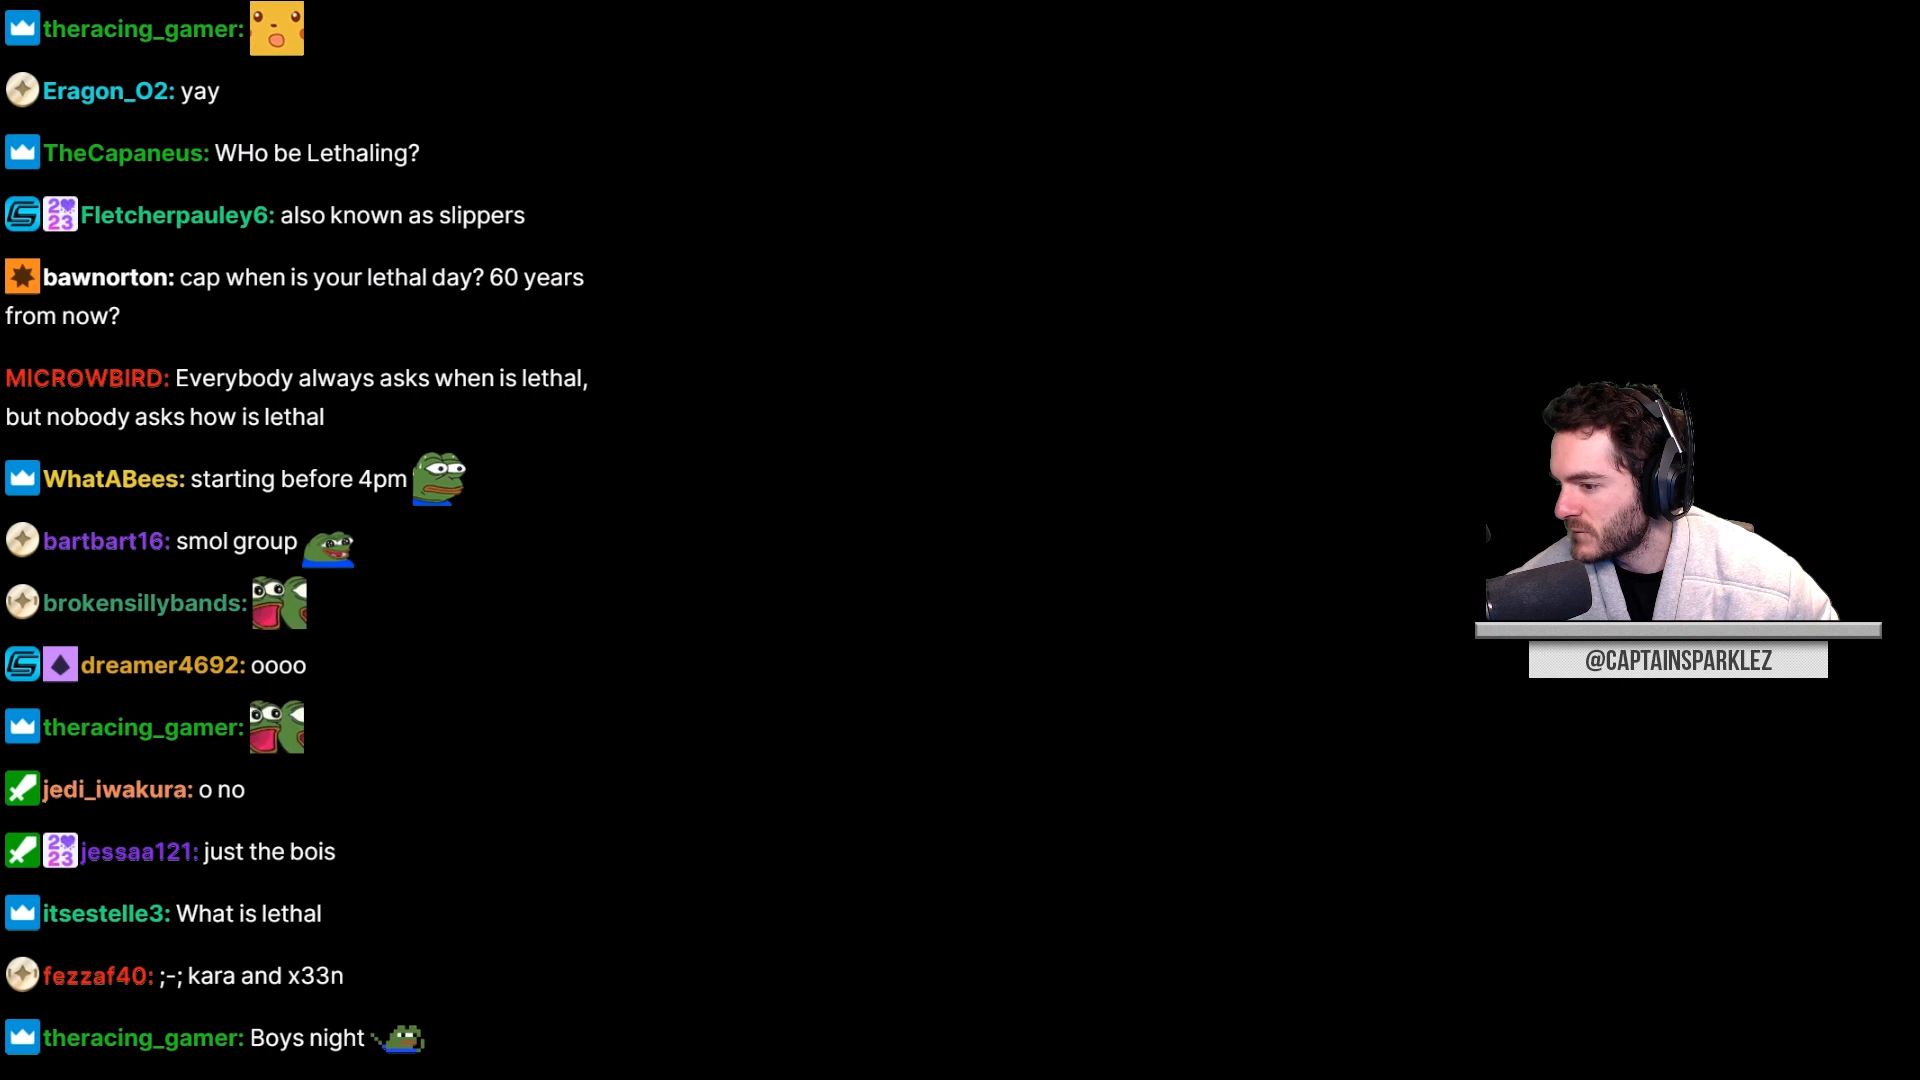 theracing_gamer:
Eragon_O2: yay
TheCapaneus: WHo be Lethaling?
2023 Fletcherpauley6: also known as slippers
bawnorton: cap when is your lethal day? 60 years
from now?
MICROWBIRD: Everybody always asks when is lethal,
but nobody asks how is lethal
WhatABees: starting before 4pm
bartbart16: smol group
brokensillybands:
dreamer4692: oooo
theracing_gamer:
jedi_iwakura: o no
2023 jessaa121: just the bois
itsestelle3: What is lethal
fezzaf40: ;-; kara and x33n
theracing_gamer: Boys night
@CAPTAINSPARKLEZ